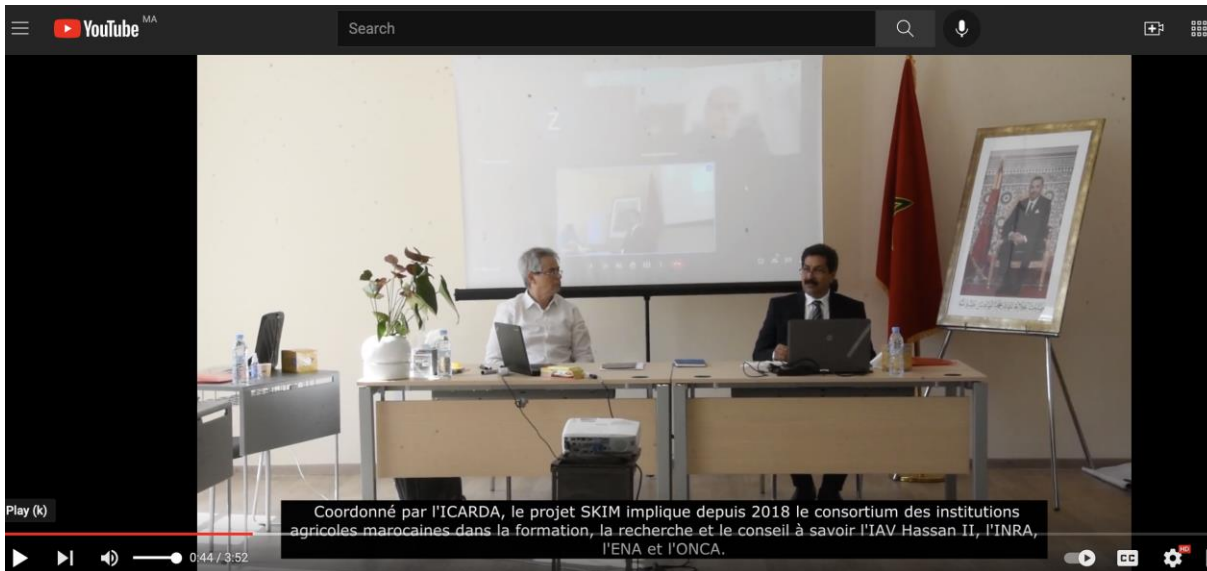 YouTube MA
Search
Z
Coordonné par l'ICARDA, le projet SKIM implique depuis 2018 le consortium des institutions
agricoles marocaines dans la formation, la recherche et le conseil à savoir l'IAV Hassan II, l'INRA,
l'ENA et l'ONCA.
Play (k)
0:44 / 3:52
CC
HD